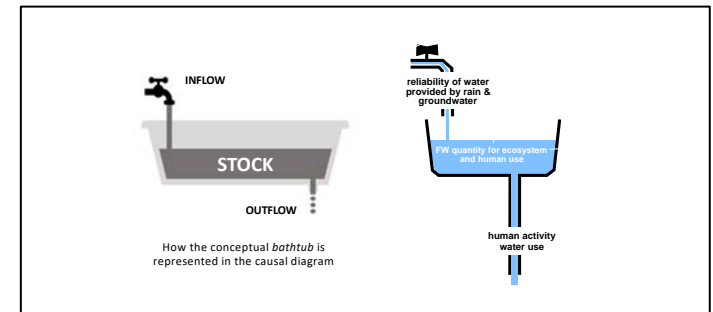 INFLOW
STOCK
OUTFLOW
How the conceptual bathtub is
represented in the causal diagram
reliability of water
provided by rain &
groundwater
FW quantity for ecosystem
and human use
human activity
water use